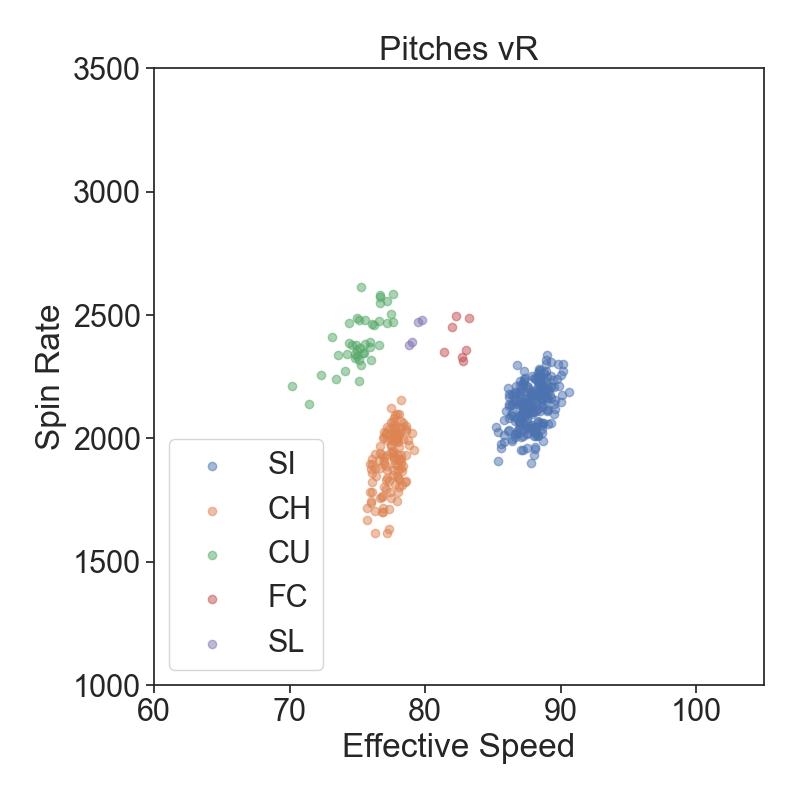 Pitches vR
3500
3000
2500
2000
1500
1000
Spin Rate
SI
CH
CU
FC
SL
60 70 80 90 100
Effective Speed